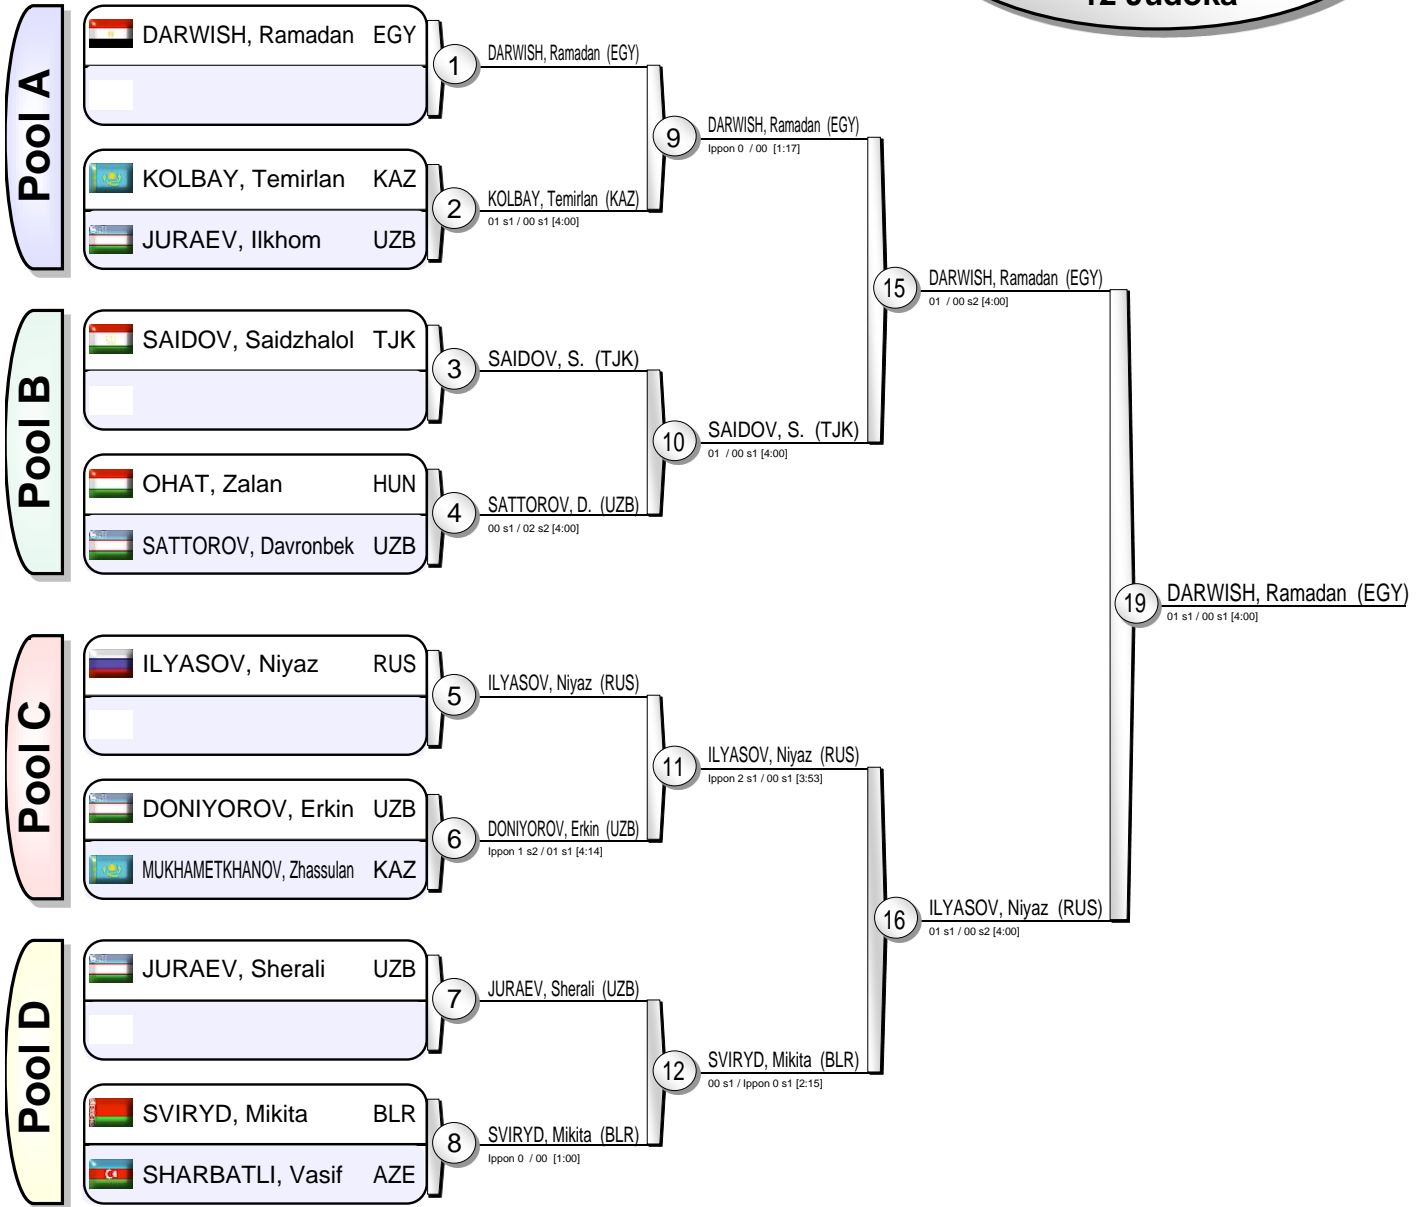 12 Judoka
Pool A
DARWISH, Ramadan EGY
KOLBAY, Temirlan KAZ
JURAEV, Ilkhom UZB
Pool B
SAIDOV, Saidzhalol TJK
OHAT, Zalan HUN
SATTOROV, Davronbek UZB
Pool C
ILYASOV, Niyaz RUS
DONIYOROV, Erkin UZB
MUKHAMETKHANOV, Zhassulan KAZ
Pool D
JURAEV, Sherali UZB
SVIRYD, Mikita BLR
SHARBATLI, Vasif AZE
1
DARWISH, Ramadan (EGY)
2
KOLBAY, Temirlan (KAZ)
01 s1 / 00 s1 [4:00]
3
SAIDOV, S. (TJK)
4
SATTOROV, D. (UZB)
00 s1 / 02 s2 [4:00]
5
ILYASOV, Niyaz (RUS)
6
DONIYOROV, Erkin (UZB)
Ippon 1 s2 / 01 s1 [4:14]
7
JURAEV, Sherali (UZB)
8
SVIRYD, Mikita (BLR)
Ippon 0 / 00 [1:00]
9
DARWISH, Ramadan (EGY)
Ippon 0 / 00 [1:17]
10
SAIDOV, S. (TJK)
01 / 00 s1 [4:00]
11
ILYASOV, Niyaz (RUS)
Ippon 2 s1 / 00 s1 [3:53]
12
SVIRYD, Mikita (BLR)
00 s1 / Ippon 0 s1 [2:15]
15
DARWISH, Ramadan (EGY)
01 / 00 s2 [4:00]
16
ILYASOV, Niyaz (RUS)
01 s1 / 00 s2 [4:00]
19
DARWISH, Ramadan (EGY)
01 s1 / 00 s1 [4:00]